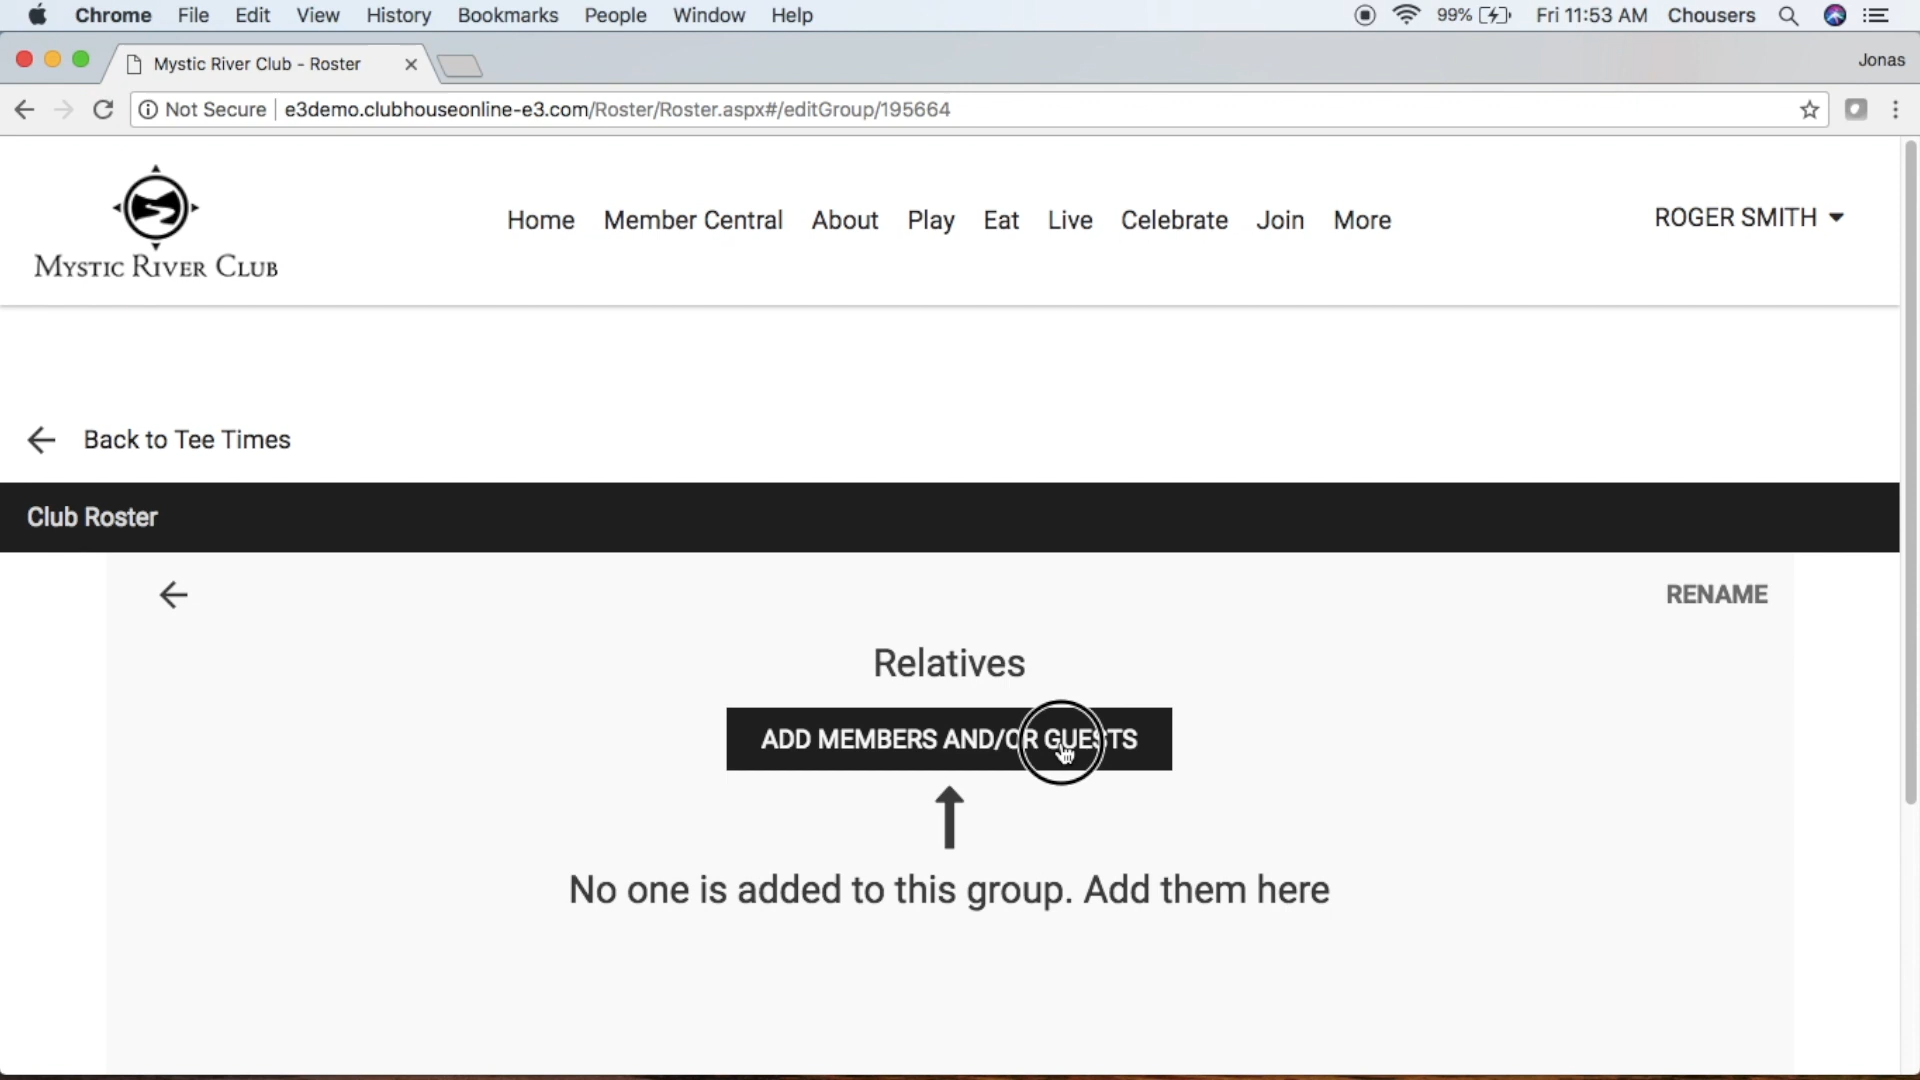 Chrome File Edit View History Bookmarks People Window Help 99% Fri 11:53 AM Chousers
Mystic River Club - Roster Jonas
Not Secure e3demo.clubhouseonline-e3.com/Roster/Roster.aspx#/editGroup/195664
Home Member Central About Play Eat Live Celebrate Join More ROGER SMITH
MYSTIC RIVER CLUB
Back to Tee Times
Club Roster
RENAME
Relatives
ADD MEMBERS AND/OR GUESTS
No one is added to this group. Add them here